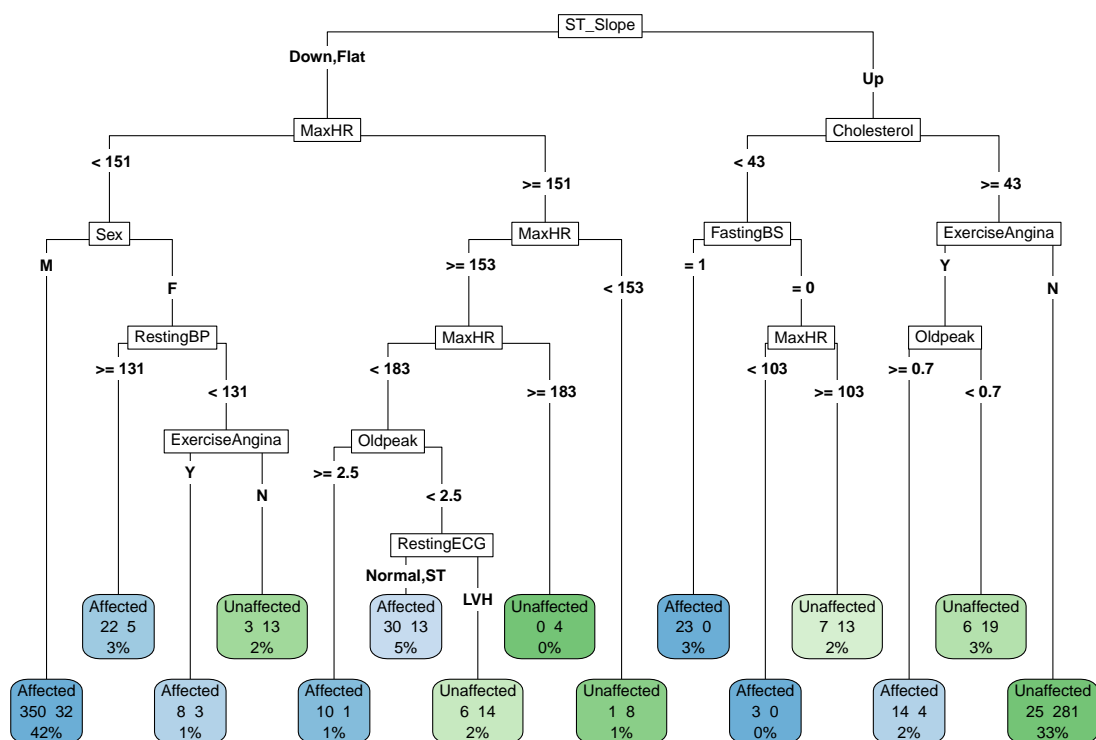 ST_Slope
Down,Flat
Up
MaxHR
Cholesterol
< 151
>= 151
< 43
>= 43
Sex
MaxHR
FastingBS
ExerciseAngina
M
F
>= 153
< 153
= 1
= 0
Y
N
RestingBP
MaxHR
MaxHR
Oldpeak
>= 131
< 131
< 183
>= 183
< 103
>= 103
>= 0.7
< 0.7
ExerciseAngina
Oldpeak
Y
N
>= 2.5
< 2.5
RestingECG
Normal,ST
LVH
Affected
22 5
3%
Unaffected
3 13
2%
Affected
30 13
5%
Unaffected
0 4
0%
Affected
23 0
3%
Unaffected
7 13
2%
Unaffected
6 19
3%
Affected
350 32
42%
Affected
8 3
1%
Affected
10 1
1%
Unaffected
6 14
2%
Unaffected
1 8
1%
Affected
3 0
0%
Affected
14 4
2%
Unaffected
25 281
33%